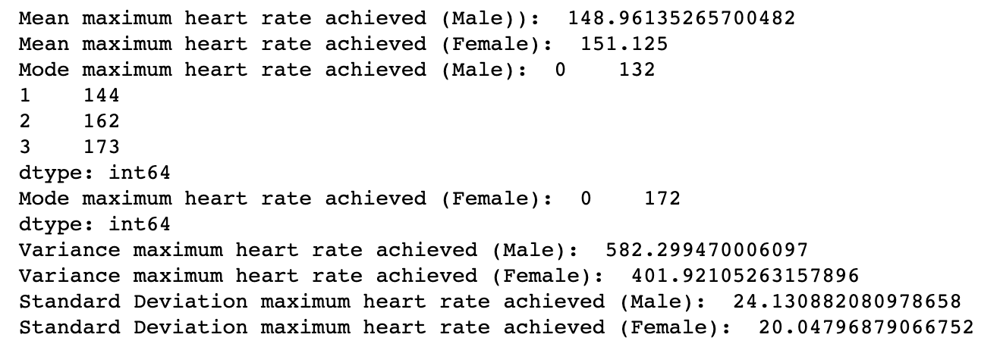 Mean maximum heart rate achieved (Male)):  148.96135265700482
Mean maximum heart rate achieved (Female):  151.125
Mode maximum heart rate achieved (Male):  0    132
1    144
2    162
3    173
dtype: int64
Mode maximum heart rate achieved (Female):  0    172
dtype: int64
Variance maximum heart rate achieved (Male):  582.299470006097
Variance maximum heart rate achieved (Female):  401.92105263157896
Standard Deviation maximum heart rate achieved (Male):  24.130882080978658
Standard Deviation maximum heart rate achieved (Female):  20.04796879066752